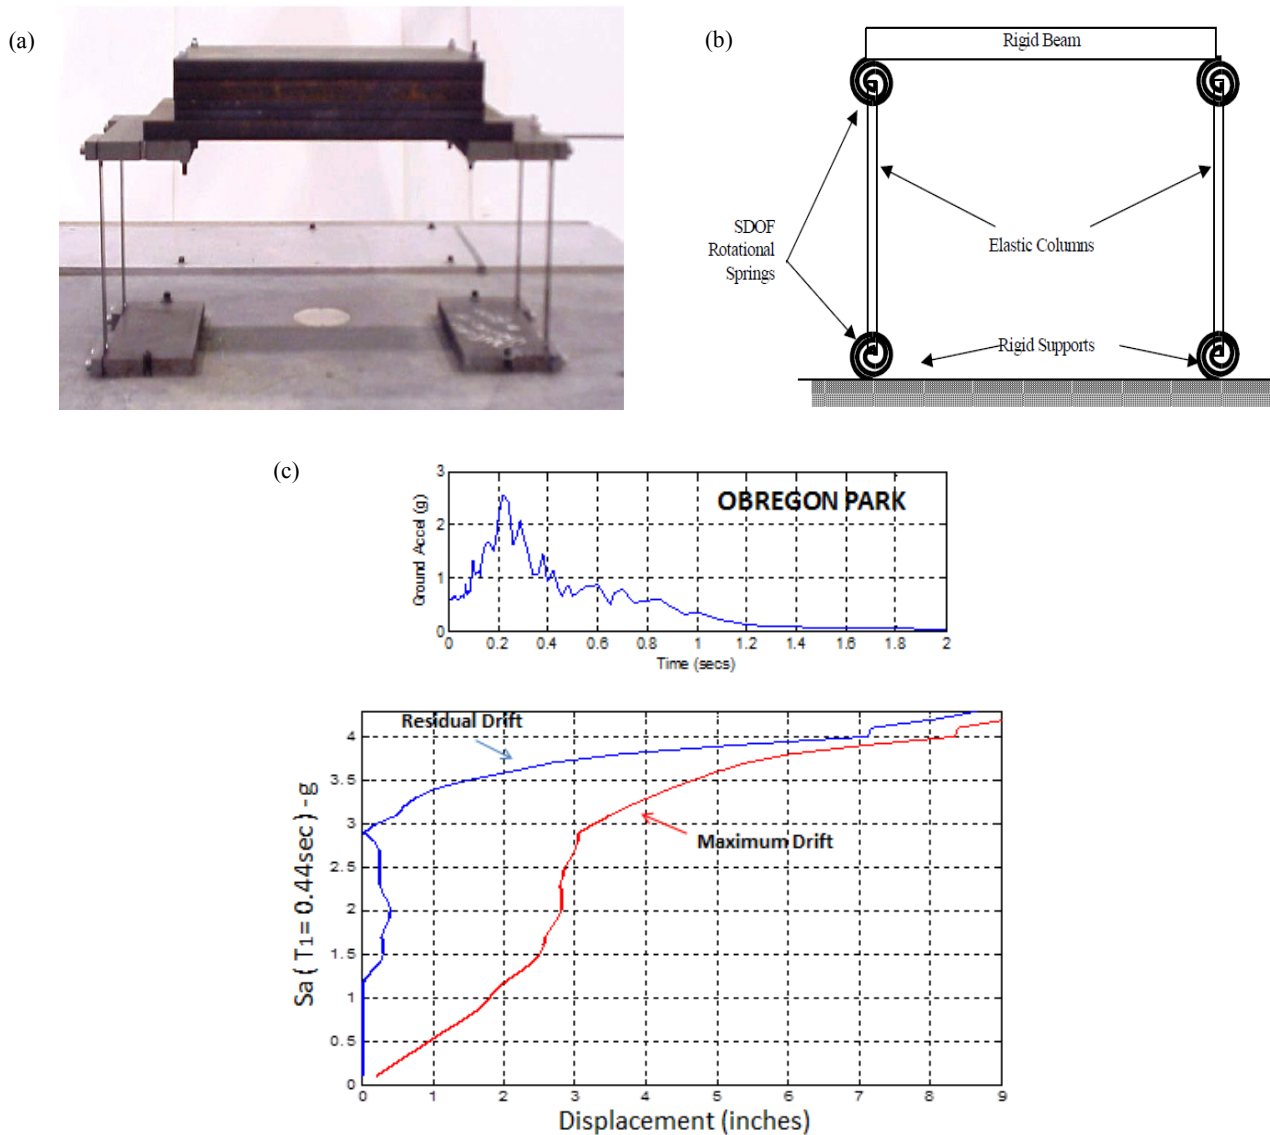 (a)
(b)
Rigid Beam
SDOF
Rotational
Springs
Elastic Columns
Rigid Supports
(c)
OBREGON PARK
Ground Accel (g)
3
2
1
0
0 0.2 0.4 0.6 0.8 1 1.2 1.4 1.6 1.8 2
Time (secs)
Residual Drift
Maximum Drift
Sa ( T1 = 0.44sec ) - g
4
3.5
3
2.5
2
1.5
1
0.5
0
0 1 2 3 4 5 6 7 8 9
Displacement (inches)